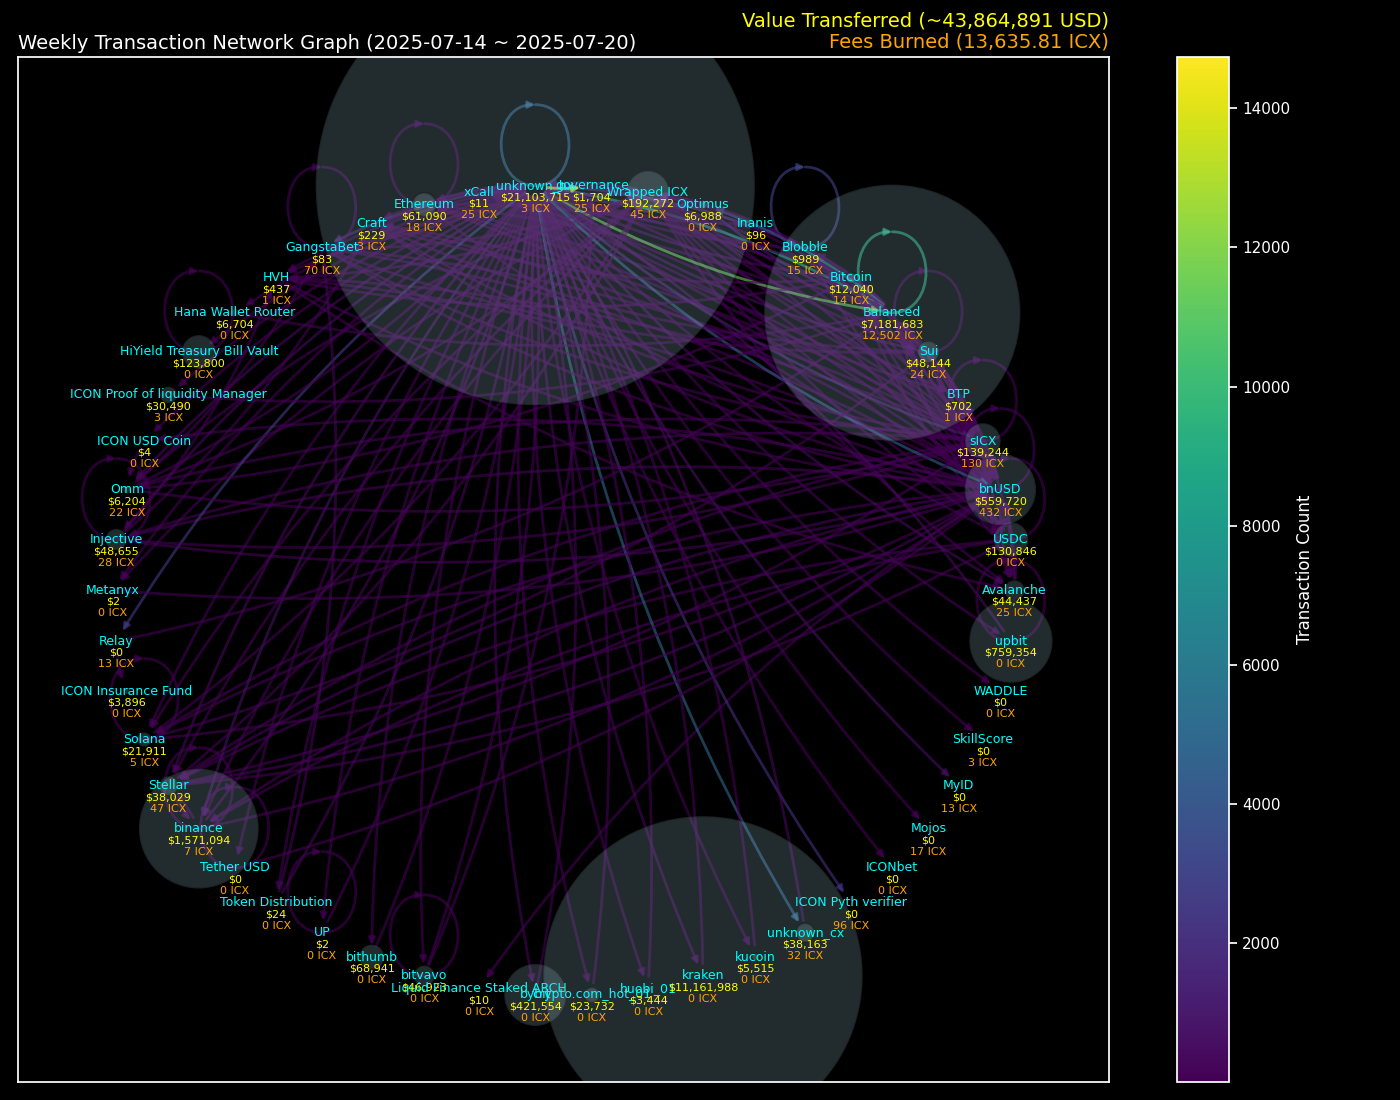 Value Transferred (~43,864,891 USD)
Weekly Transaction Network Graph (2025-07-14 ~ 2025-07-20)
Fees Burned (13,635.81 ICX)
governance
$1,704
25 ICX
$21,103,715
3 ICX
xCall
$11
25 ICX
Wrapped ICX
$192,272
45 ICX
Ethereum
$61,090
18 ICX
Optimus
$6,988
0 ICX
Craft
$229
3 ICX
Inanis
$96
0 ICX
GangstaBet
$83
70 ICX
Blobble
$989
15 ICX
HVH
$437
1 ICX
Bitcoin
$12,040
14 ICX
Hana Wallet Router
$6,704
0 ICX
Balanced
$7,181,683
12,502 ICX
HiYield Treasury Bill Vault
$123,800
0 ICX
Sui
$48,144
24 ICX
ICON Proof of liquidity Manager
$30,490
3 ICX
BTP
$702
1 ICX
ICON USD Coin
$4
0 ICX
sICX
$139,244
130 ICX
Omm
$6,204
22 ICX
bnUSD
$559,720
432 ICX
Injective
$48,655
28 ICX
USDC
$130,846
0 ICX
Metanyx
$2
0 ICX
Avalanche
$44,437
25 ICX
Relay
$0
13 ICX
upbit
$759,354
0 ICX
ICON Insurance Fund
$3,896
0 ICX
WADDLE
$0
0 ICX
Solana
$21,911
5 ICX
SkillScore
$0
3 ICX
Stellar
$38,029
47 ICX
MyID
$0
13 ICX
binance
$1,571,094
7 ICX
Mojos
$0
17 ICX
Tether USD
$0
0 ICX
ICONbet
$0
0 ICX
Token Distribution
$24
0 ICX
ICON Pyth verifier
$0
96 ICX
UP
$2
0 ICX
unknown_cx
$38,163
32 ICX
bithumb
$68,941
0 ICX
kucoin
$5,515
0 ICX
bitvavo
0 ICX
kraken
$11,161,988
0 ICX
Finance Staked ARCH
$10
0 ICX
$421,554
0 ICX
$23,732
0 ICX
huobi_01
$3,444
0 ICX
14000
12000
10000
8000
6000
4000
2000
Transaction Count